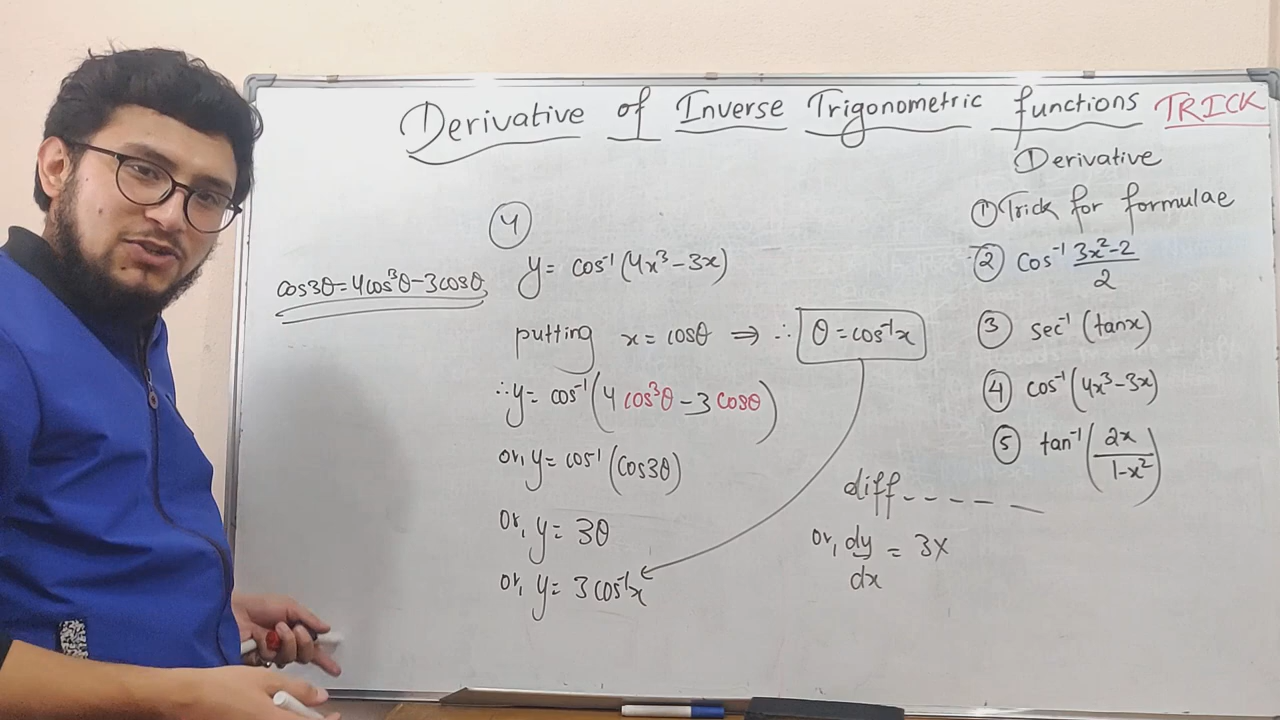 Derivative of Inverse Trigonometric functions TRICK
Derivative
① Trick for formulae
② cos⁻¹ (3x²-2)/2
③ sec⁻¹ (tanx)
④ cos⁻¹(4x³-3x)
⑤ tan⁻¹(2x/(1-x²))
④
y = cos⁻¹(4x³-3x)
cos3θ=4cos³θ-3cosθ
putting x = cosθ ⇒ ∴ θ = cos⁻¹x
∴ y = cos⁻¹(4 cos³θ - 3 cosθ)
or, y = cos⁻¹(cos3θ)
or, y = 3θ
or, y = 3 cos⁻¹x
diff. - - - -
or, dy/dx = 3x